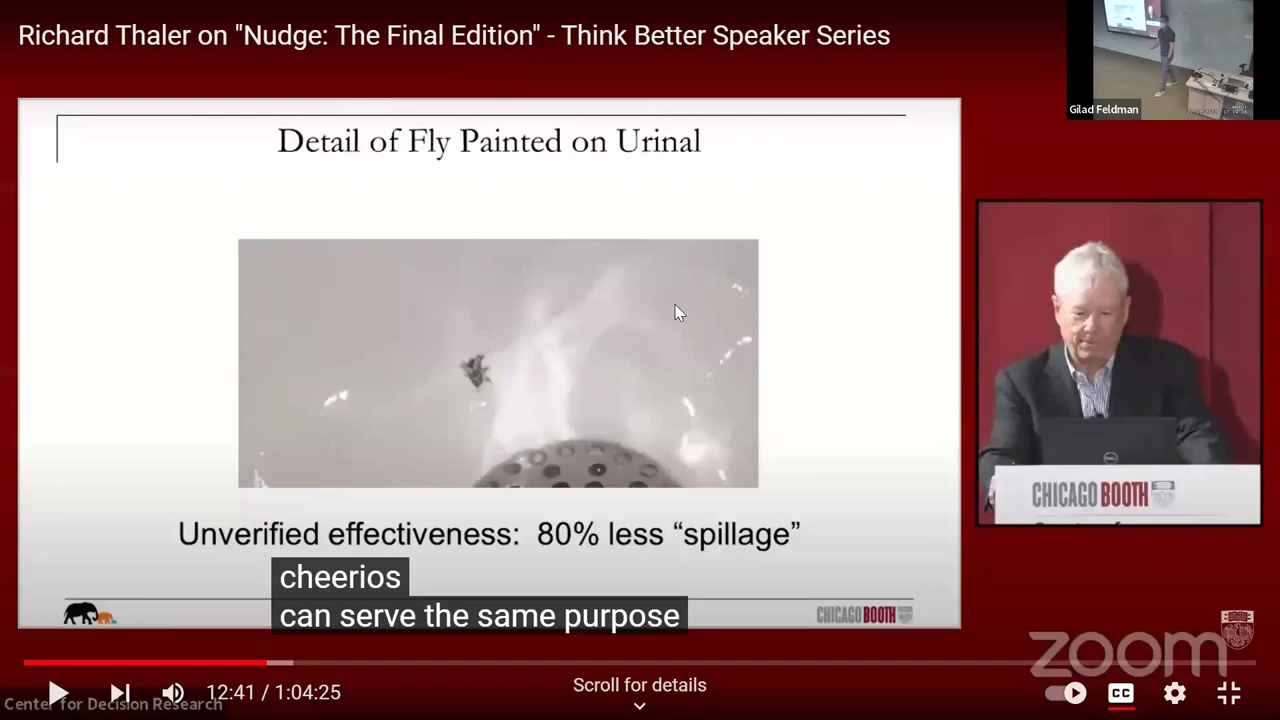 Richard Thaler on "Nudge: The Final Edition" - Think Better Speaker Series
Gilad Feldman
Detail of Fly Painted on Urinal
Unverified effectiveness: 80% less “spillage”
cheerios
can serve the same purpose
CHICAGO BOOTH
CHICAGO BOOTH
DELL
zoom
12:41 / 1:04:25
Scroll for details
CC
Center for Decision Research